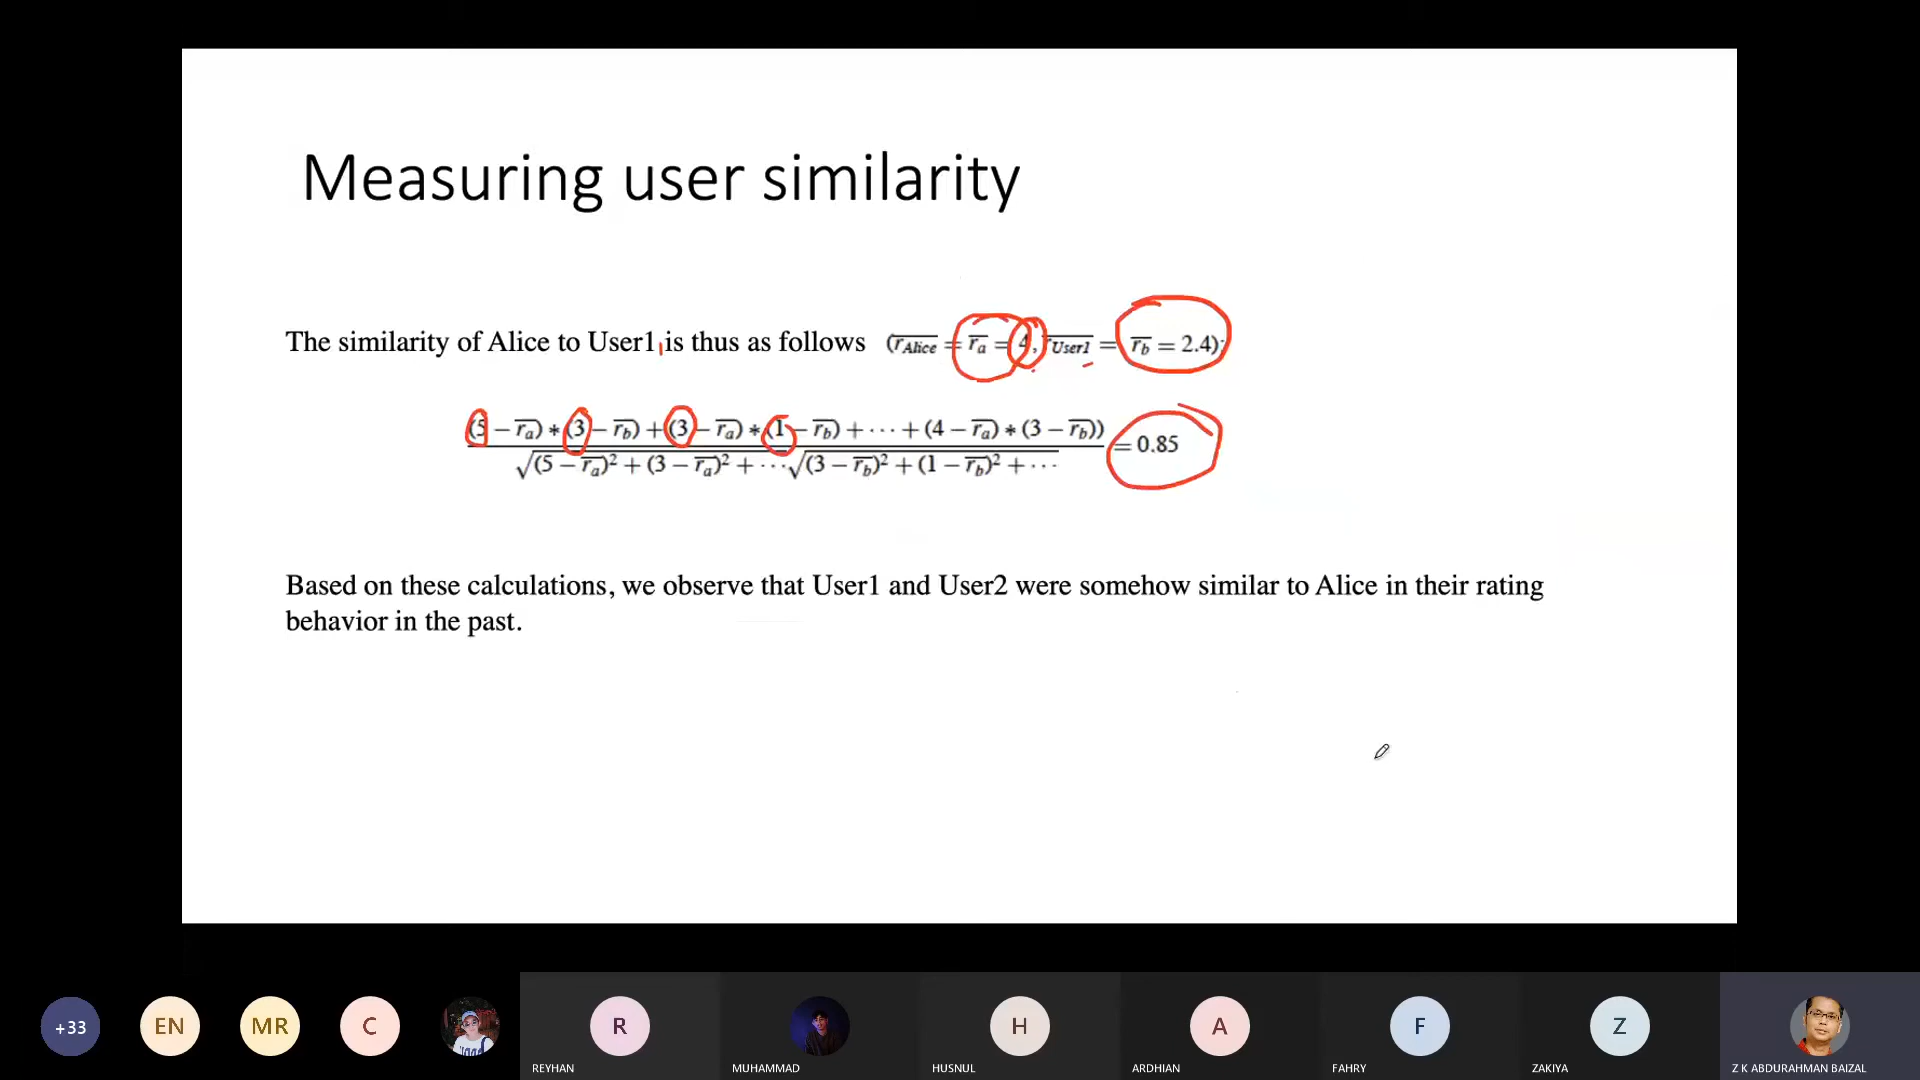 Measuring user similarity
The similarity of Alice to User1 is thus as follows (r̅Alice = r̅a = 4, r̅User1 = r̅b = 2.4):
(5 − r̅a) ∗ (3 − r̅b) + (3 − r̅a) ∗ (1 − r̅b) + ⋯ + (4 − r̅a) ∗ (3 − r̅b))
= 0.85
√(5 − r̅a)² + (3 − r̅a)² + ⋯ √(3 − r̅b)² + (1 − r̅b)² + ⋯
Based on these calculations, we observe that User1 and User2 were somehow similar to Alice in their rating
behavior in the past.
+33 EN MR C R H A F Z
REYHAN MUHAMMAD HUSNUL ARDHIAN FAHRY ZAKIYA Z K ABDURAHMAN BAIZAL